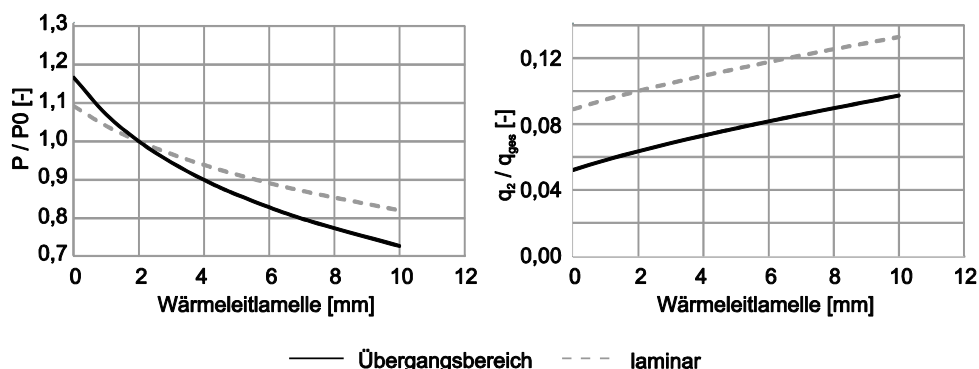 1,3
1,2
1,1
1,0
0,9
0,8
0,7
P / P0 [-]
0 2 4 6 8 10 12
Wärmeleitlamelle [mm]
0,12
0,08
0,04
0,00
q2 / qges [-]
0 2 4 6 8 10 12
Wärmeleitlamelle [mm]
Übergangsbereich laminar